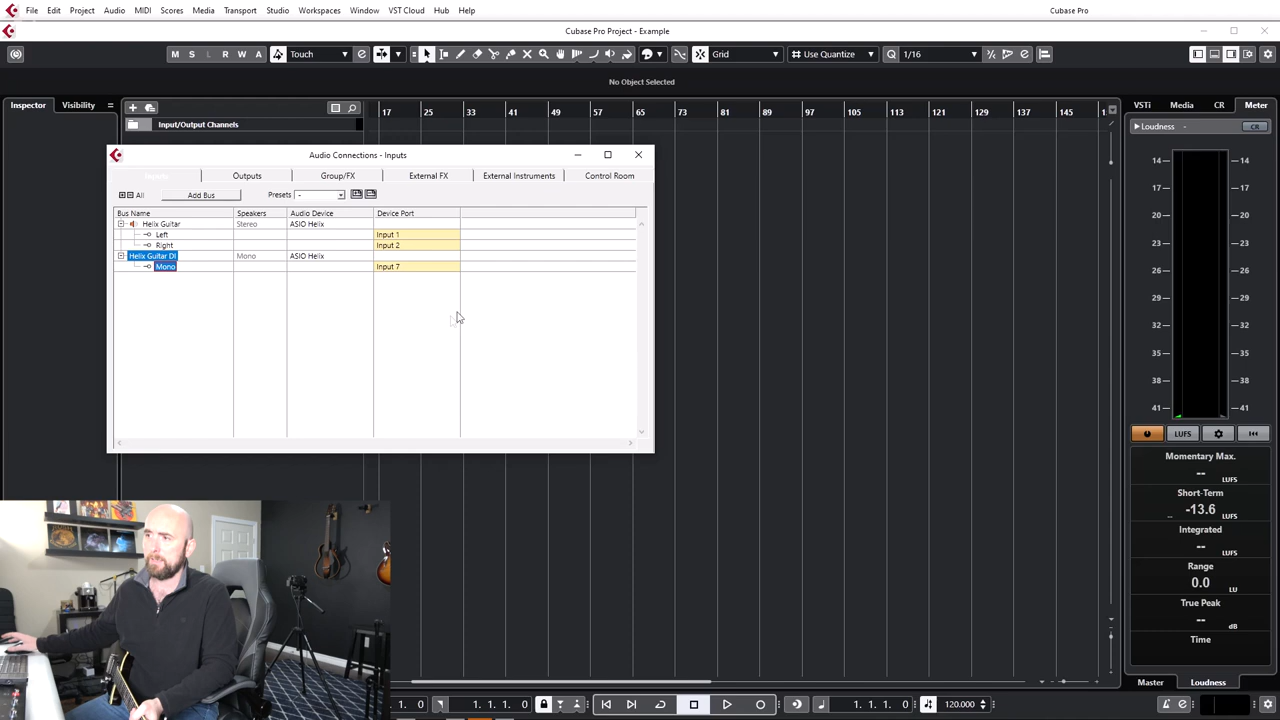 File Edit Project Audio MIDI Scores Media Transport Studio Workspaces Window VST Cloud Hub Help Cubase Pro
Cubase Pro Project - Example
M S L R W A Touch Grid Use Quantize Q 1/16
No Object Selected
Inspector Visibility 17 25 33 41 49 57 65 73 81 89 97 105 113 121 129 137 145 1 VSTi Media CR Meter
Input/Output Channels Loudness - CR
Audio Connections - Inputs
Outputs Group/FX External FX External Instruments Control Room
All Add Bus Presets -
Bus Name Speakers Audio Device Device Port
Helix Guitar Stereo ASIO Helix
Left Input 1
Right Input 2
Helix Guitar DI Mono ASIO Helix
Mono Input 7
14 14
17 17
20 20
23 23
26 26
29 29
32 32
35 35
38 38
41 41
LUFS
Momentary Max.
-- LUFS
Short-Term
-13.6 LUFS
Integrated
-- LUFS
Range
0.0 LU
True Peak
-- dB
Time
Master Loudness
1. 1. 0 1. 1. 1. 0 1. 1. 1. 0 120.000